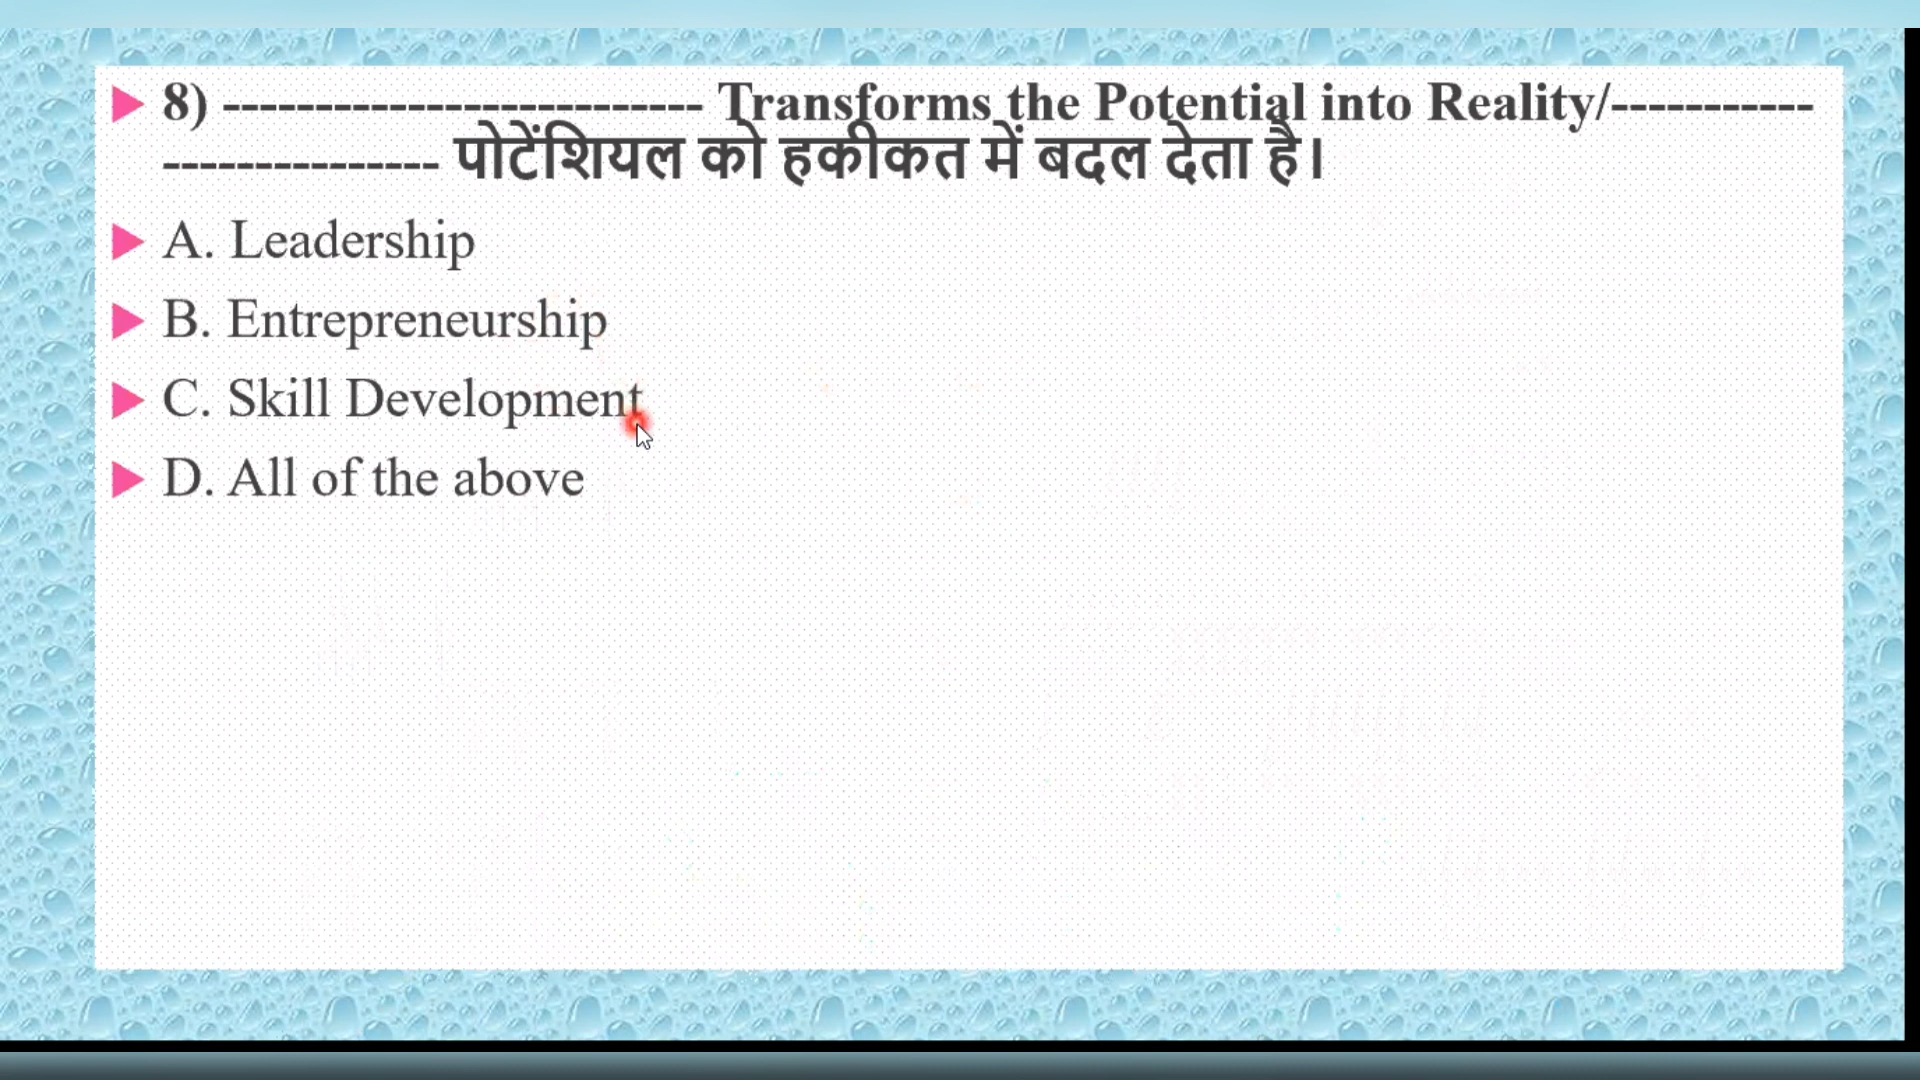 8) -------------------------- Transforms the Potential into Reality/-----------
--------------- पोटेंशियल को हकीकत में बदल देता है।
A. Leadership
B. Entrepreneurship
C. Skill Development
D. All of the above